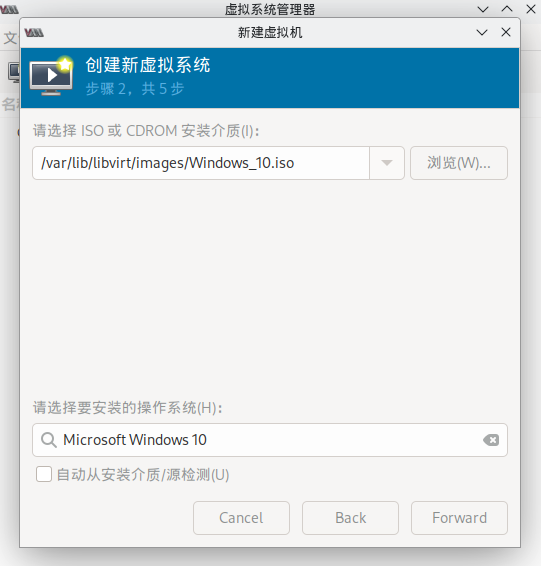 虚拟系统管理器
新建虚拟机
文
创建新虚拟系统
步骤 2，共 5 步
名称
请选择 ISO 或 CDROM 安装介质(I)：
/var/lib/libvirt/images/Windows_10.iso
浏览(W)...
请选择要安装的操作系统(H)：
Microsoft Windows 10
自动从安装介质/源检测(U)
Cancel Back Forward